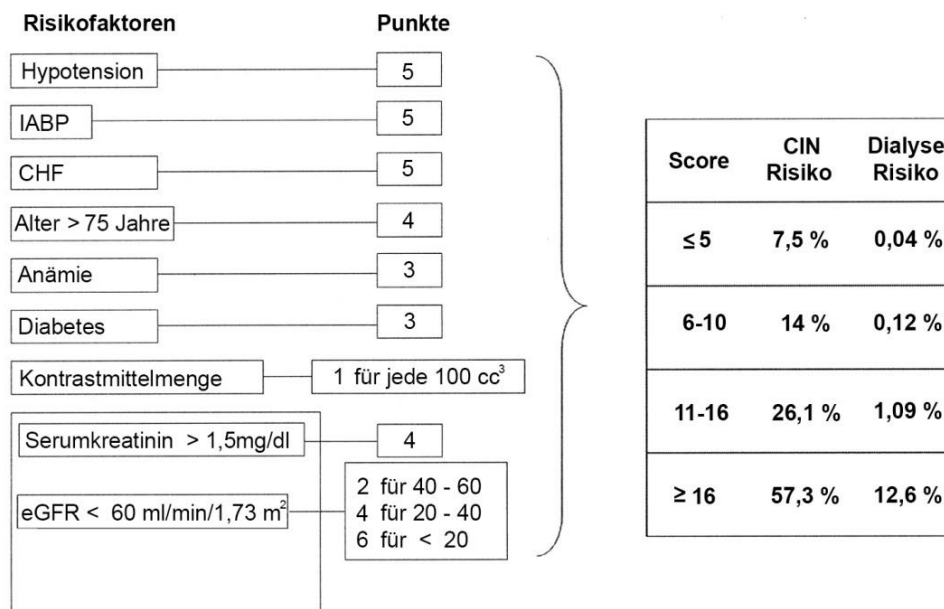 Risikofaktoren Punkte
Hypotension 5
IABP 5
CHF 5
Alter > 75 Jahre 4
Anämie 3
Diabetes 3
Kontrastmittelmenge 1 für jede 100 cc³
Serumkreatinin > 1,5mg/dl 4
eGFR < 60 ml/min/1,73 m²
2 für 40 - 60
4 für 20 - 40
6 für < 20
Score CIN Risiko Dialyse Risiko
≤ 5 7,5 % 0,04 %
6-10 14 % 0,12 %
11-16 26,1 % 1,09 %
≥ 16 57,3 % 12,6 %